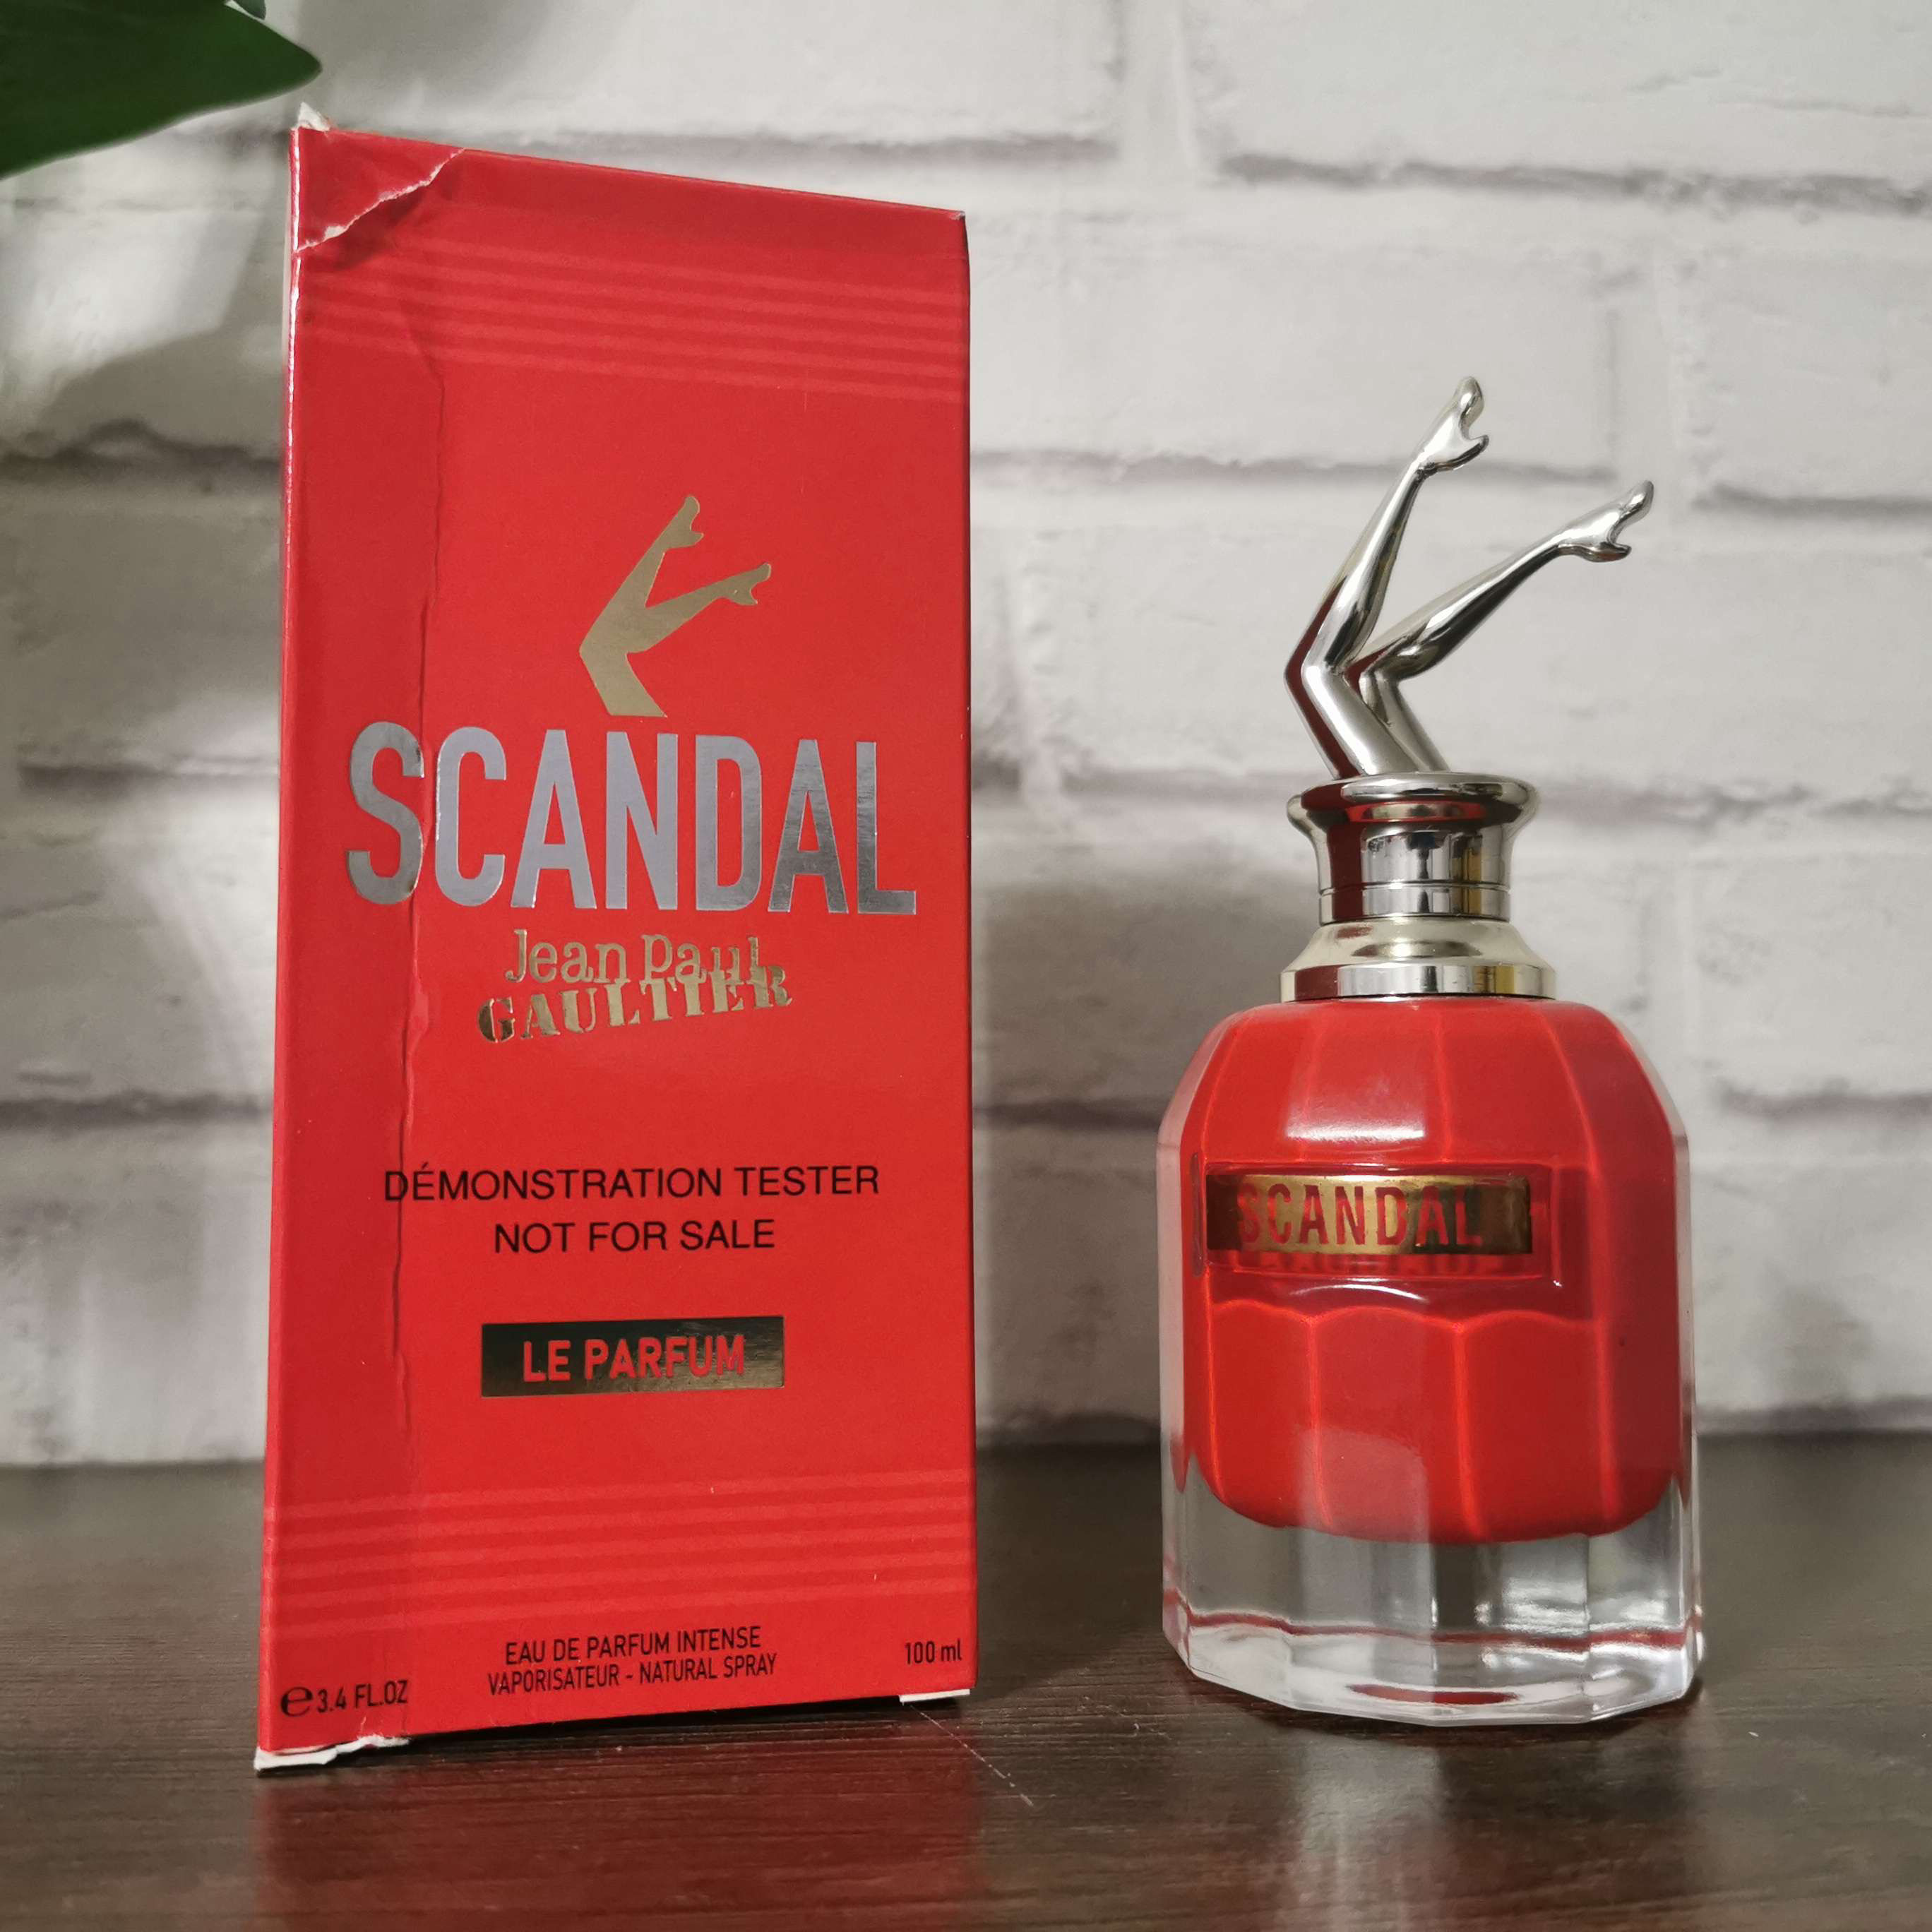 SCANDAL
Jean Paul
GAULTIER
DÉMONSTRATION TESTER
NOT FOR SALE
LE PARFUM
EAU DE PARFUM INTENSE
VAPORISATEUR - NATURAL SPRAY
℮ 3.4 FL.OZ
100 ml
SCANDAL